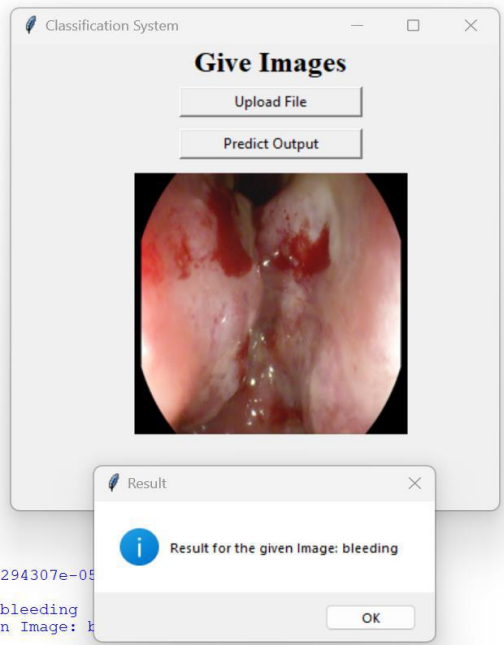 Classification System
Give Images
Upload File
Predict Output
Result
Result for the given Image: bleeding
OK
294307e-05
bleeding
n Image: b